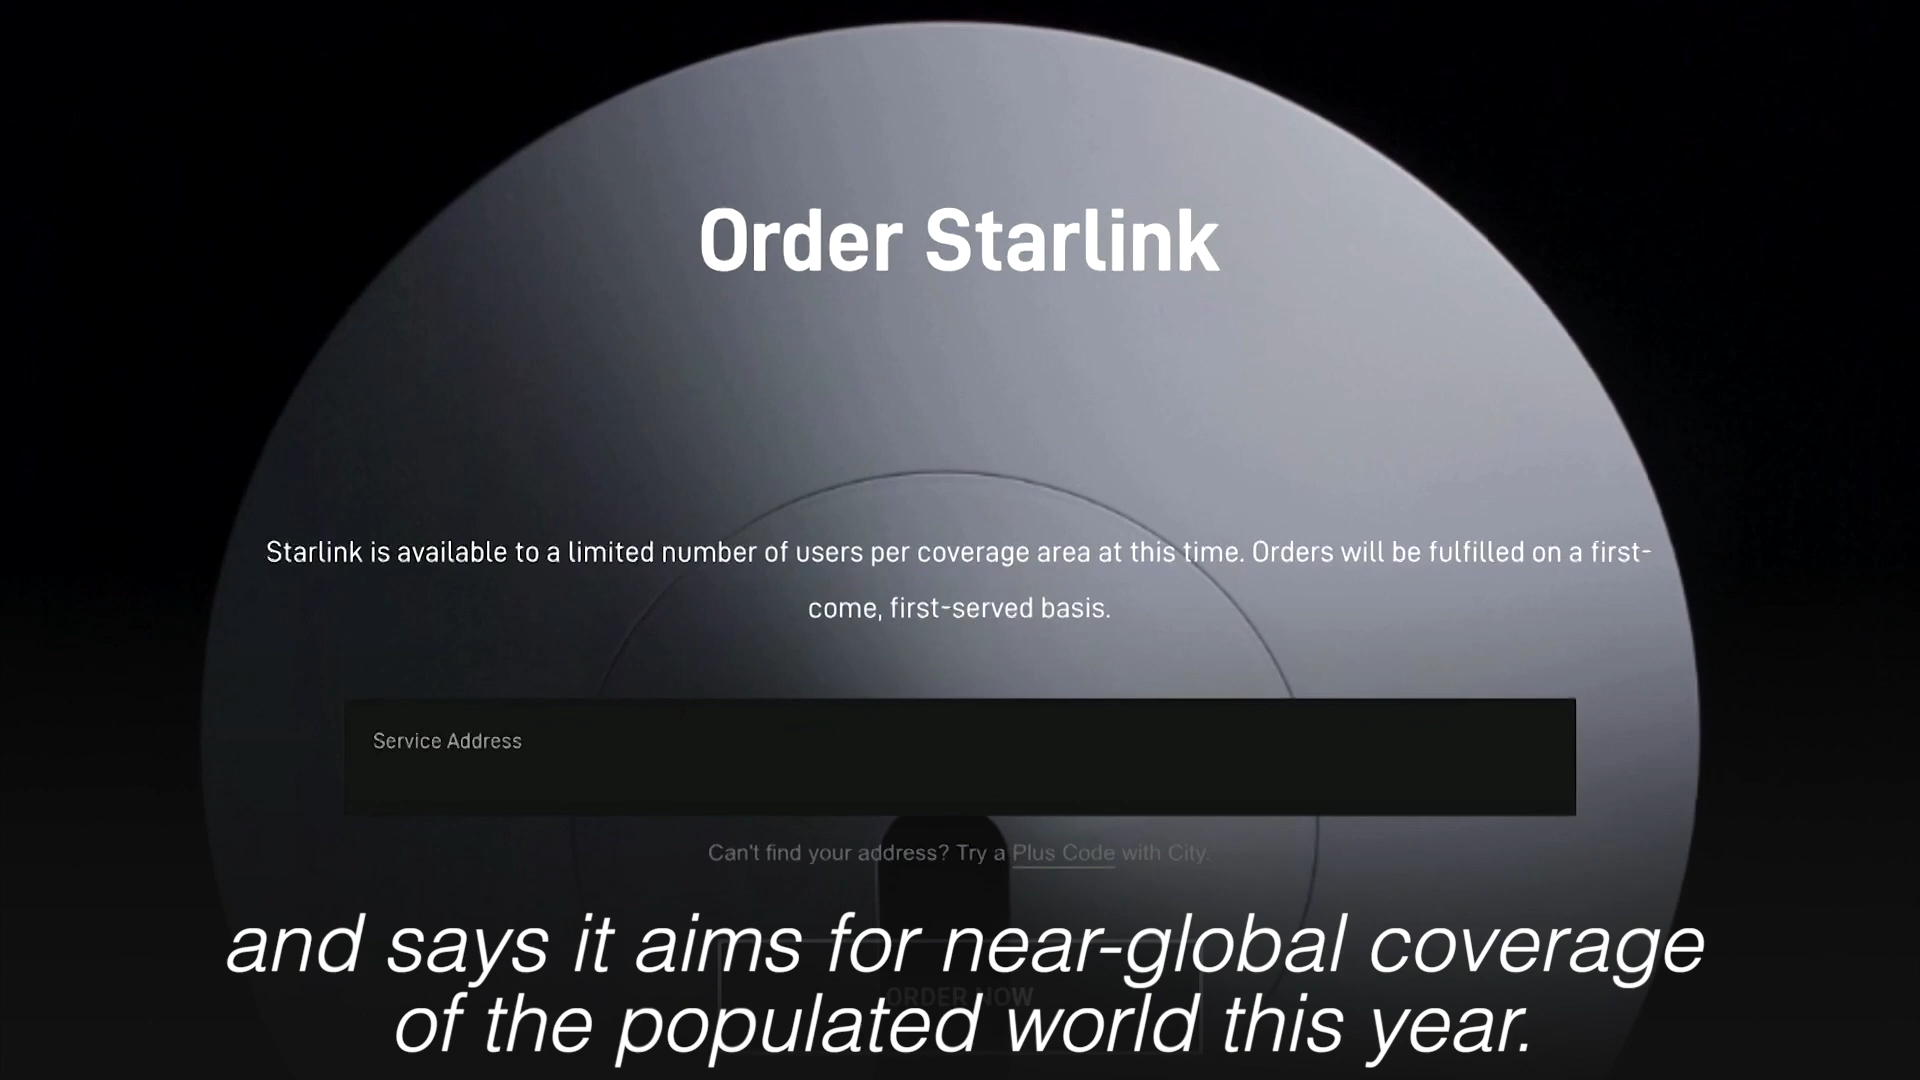 Order Starlink
Starlink is available to a limited number of users per coverage area at this time. Orders will be fulfilled on a first-
come, first-served basis.
Service Address
Can't find your address? Try a Plus Code with City.
ORDER NOW
and says it aims for near-global coverage
of the populated world this year.